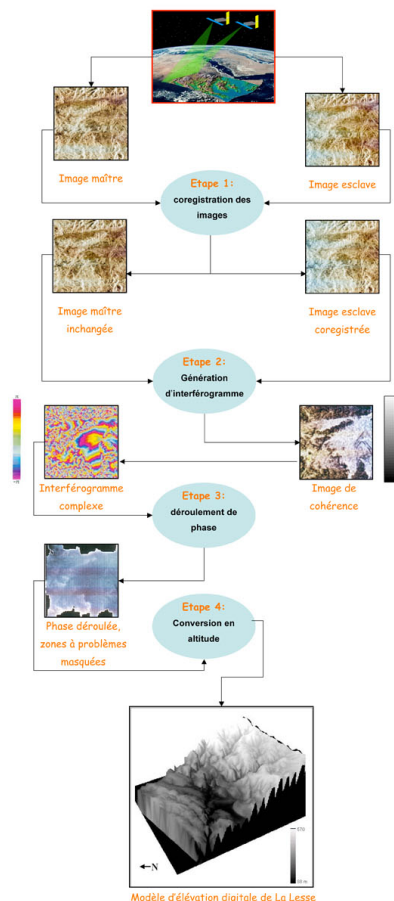 Image maître
Image esclave
Etape 1:
coregistration des
images
Image maître
inchangée
Image esclave
coregistrée
Etape 2:
Génération
d'interférogramme
Interférogramme
complexe
Image de
cohérence
Etape 3:
déroulement de
phase
Phase déroulée,
zones à problèmes
masquées
Etape 4:
Conversion en
altitude
N
Modèle d'élévation digitale de La Lesse